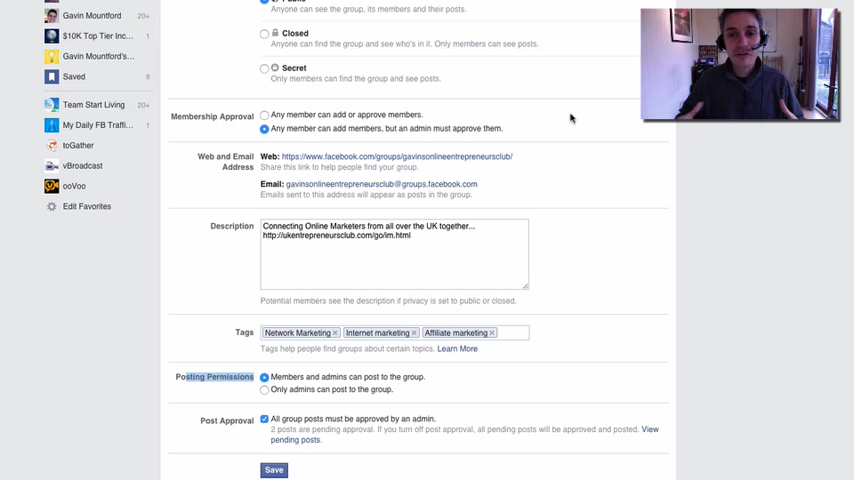 Gavin Mountford 20+
$10K Top Tier Inc... 1
Gavin Mountford's...
Saved 9
Team Start Living 20+
My Daily FB Traffi... 1
toGather
vBroadcast
ooVoo
Edit Favorites
Anyone can see the group, its members and their posts.
Closed
Anyone can find the group and see who's in it. Only members can see posts.
Secret
Only members can find the group and see posts.
Membership Approval
Any member can add or approve members.
Any member can add members, but an admin must approve them.
Web and Email Address
Web: https://www.facebook.com/groups/gavinsonlineentrepreneursclub/
Share this link to help people find your group.
Email: gavinsonlineentrepreneursclub@groups.facebook.com
Emails sent to this address will appear as posts in the group.
Description
Connecting Online Marketers from all over the UK together...
http://ukentrepreneursclub.com/go/im.html
Potential members see the description if privacy is set to public or closed.
Tags
Network Marketing × Internet marketing × Affiliate marketing ×
Tags help people find groups about certain topics. Learn More
Posting Permissions
Members and admins can post to the group.
Only admins can post to the group.
Post Approval
All group posts must be approved by an admin.
2 posts are pending approval. If you turn off post approval, all pending posts will be approved and posted. View
pending posts.
Save